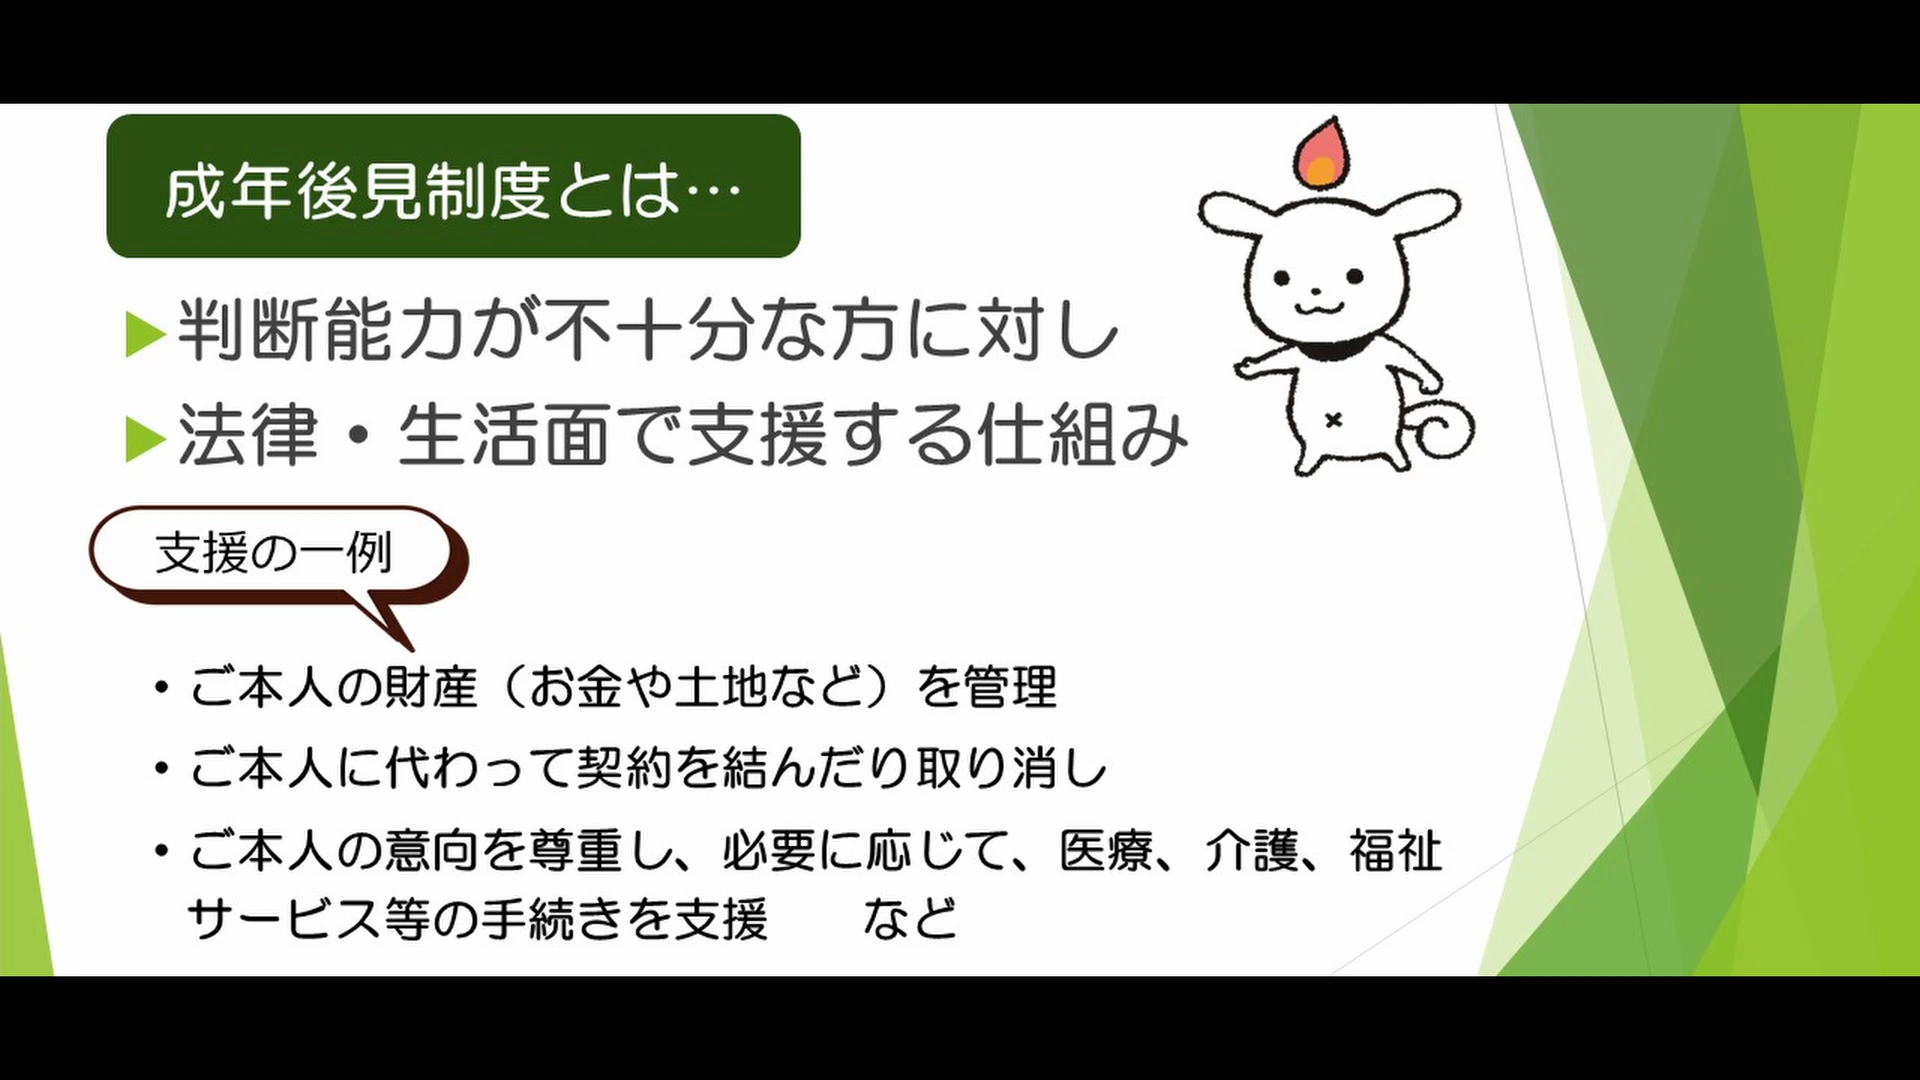 成年後見制度とは…
判断能力が不十分な方に対し
法律・生活面で支援する仕組み
支援の一例
・ご本人の財産（お金や土地など）を管理
・ご本人に代わって契約を結んだり取り消し
・ご本人の意向を尊重し、必要に応じて、医療、介護、福祉
サービス等の手続きを支援　　など